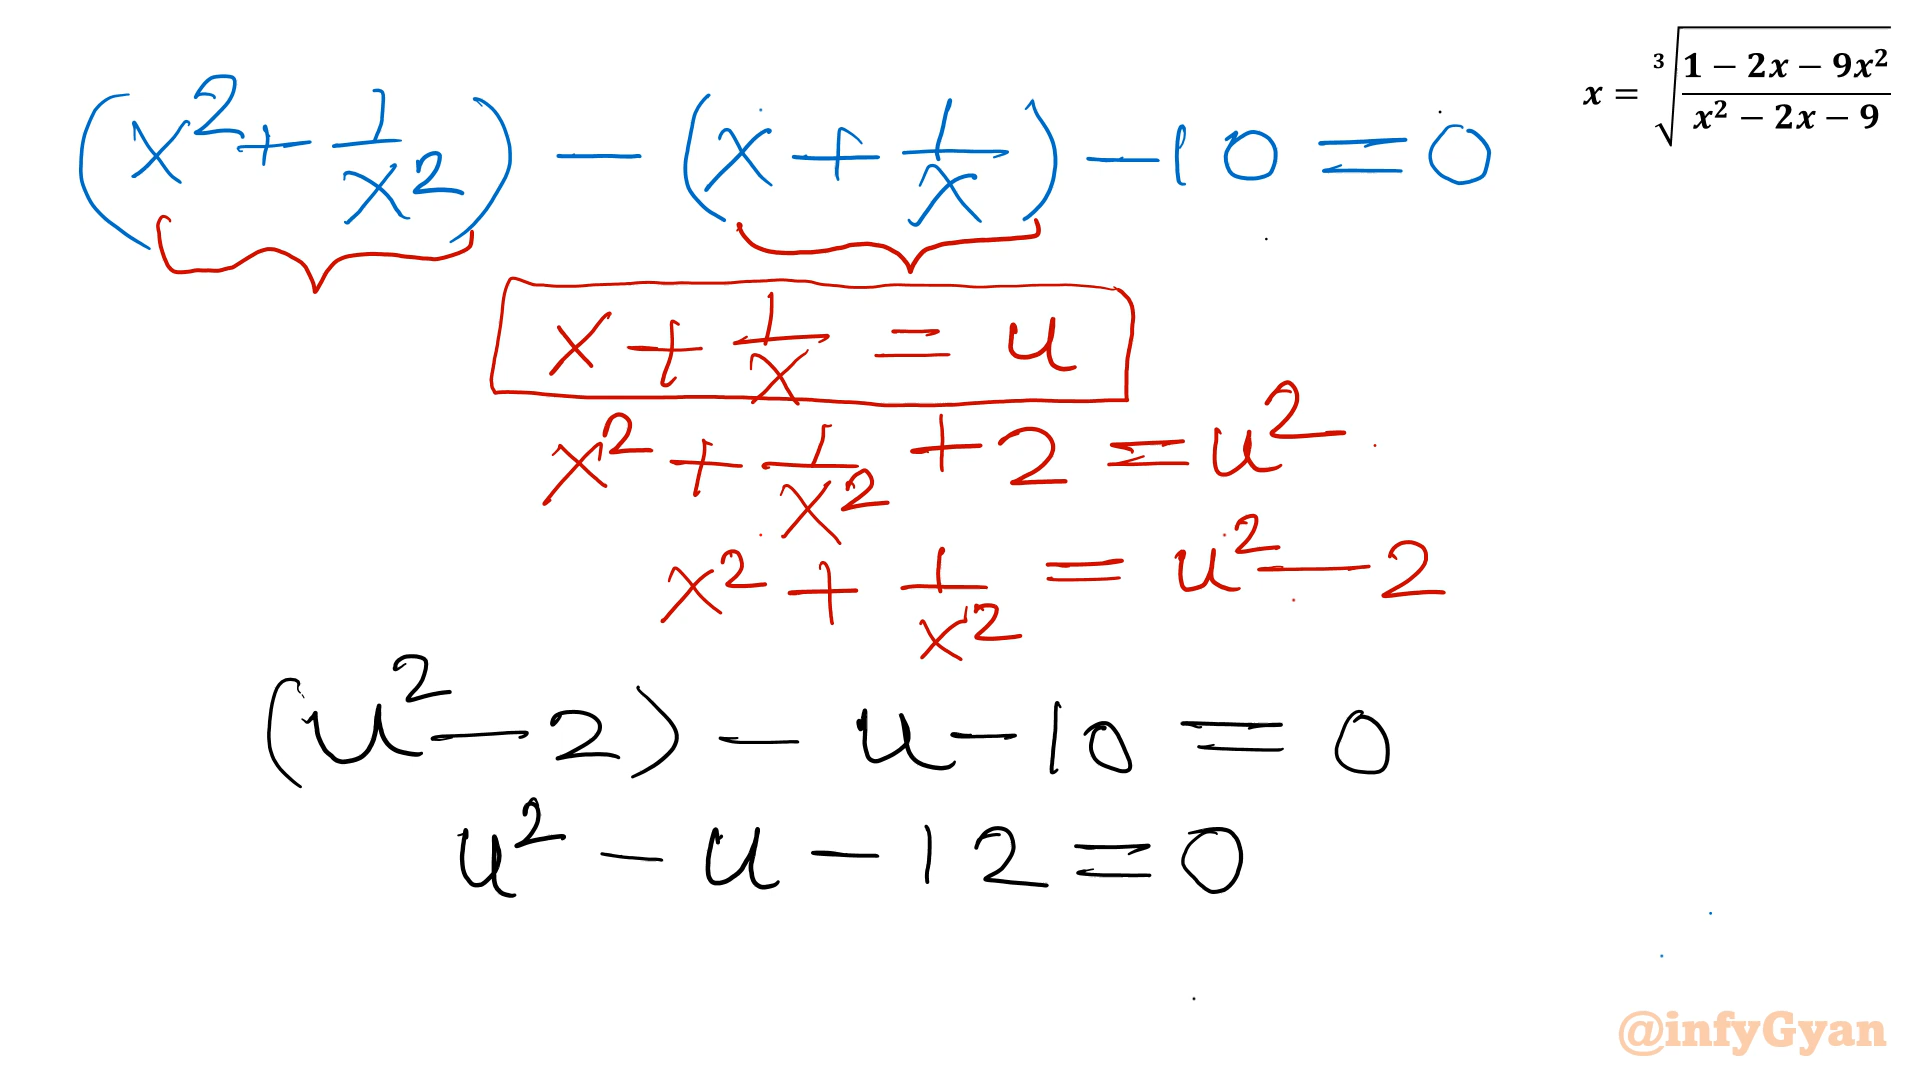 (x² + 1/x²) − (x + 1/x) − 10 = 0
x = ∛((1 − 2x − 9x²)/(x² − 2x − 9))
x + 1/x = u
x² + 1/x² + 2 = u²
x² + 1/x² = u² − 2
(u² − 2) − u − 10 = 0
u² − u − 12 = 0
@infyGyan